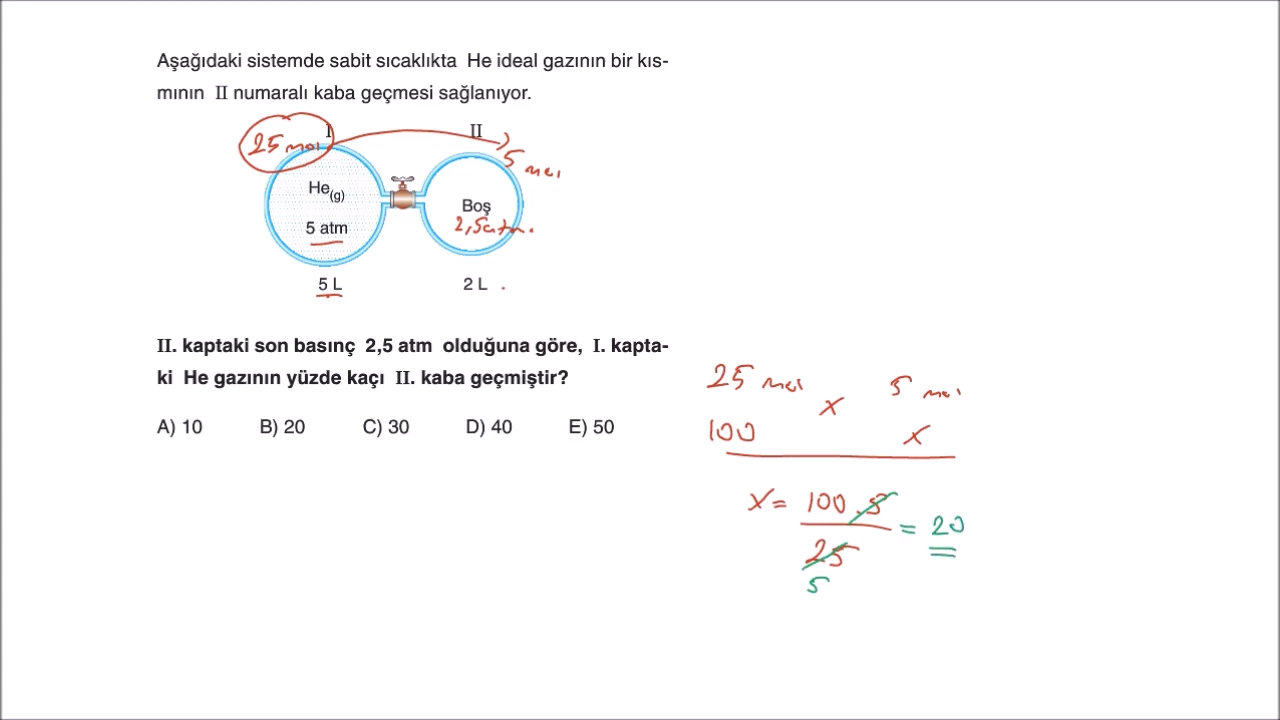 Aşağıdaki sistemde sabit sıcaklıkta He ideal gazının bir kıs-
mının II numaralı kaba geçmesi sağlanıyor.
I II
25 mol
5 mol
He(g)
Boş
5 atm
2,5 atm.
5 L 2 L
II. kaptaki son basınç 2,5 atm olduğuna göre, I. kapta-
ki He gazının yüzde kaçı II. kaba geçmiştir?
A) 10 B) 20 C) 30 D) 40 E) 50
25 mol x 5 mol
100 x
x = 100 . 5 = 20
25
5